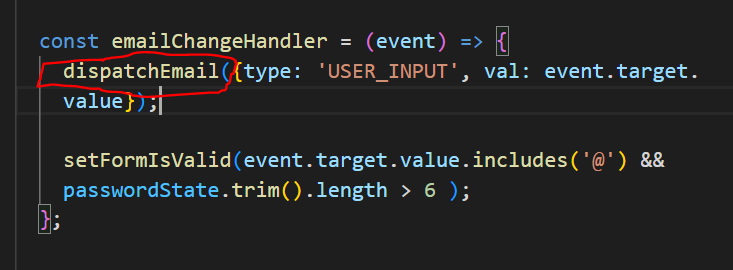 const emailChangeHandler = (event) => {
dispatchEmail({type: 'USER_INPUT', val: event.target.
value});
setFormIsValid(event.target.value.includes('@') &&
passwordState.trim().length > 6 );
};